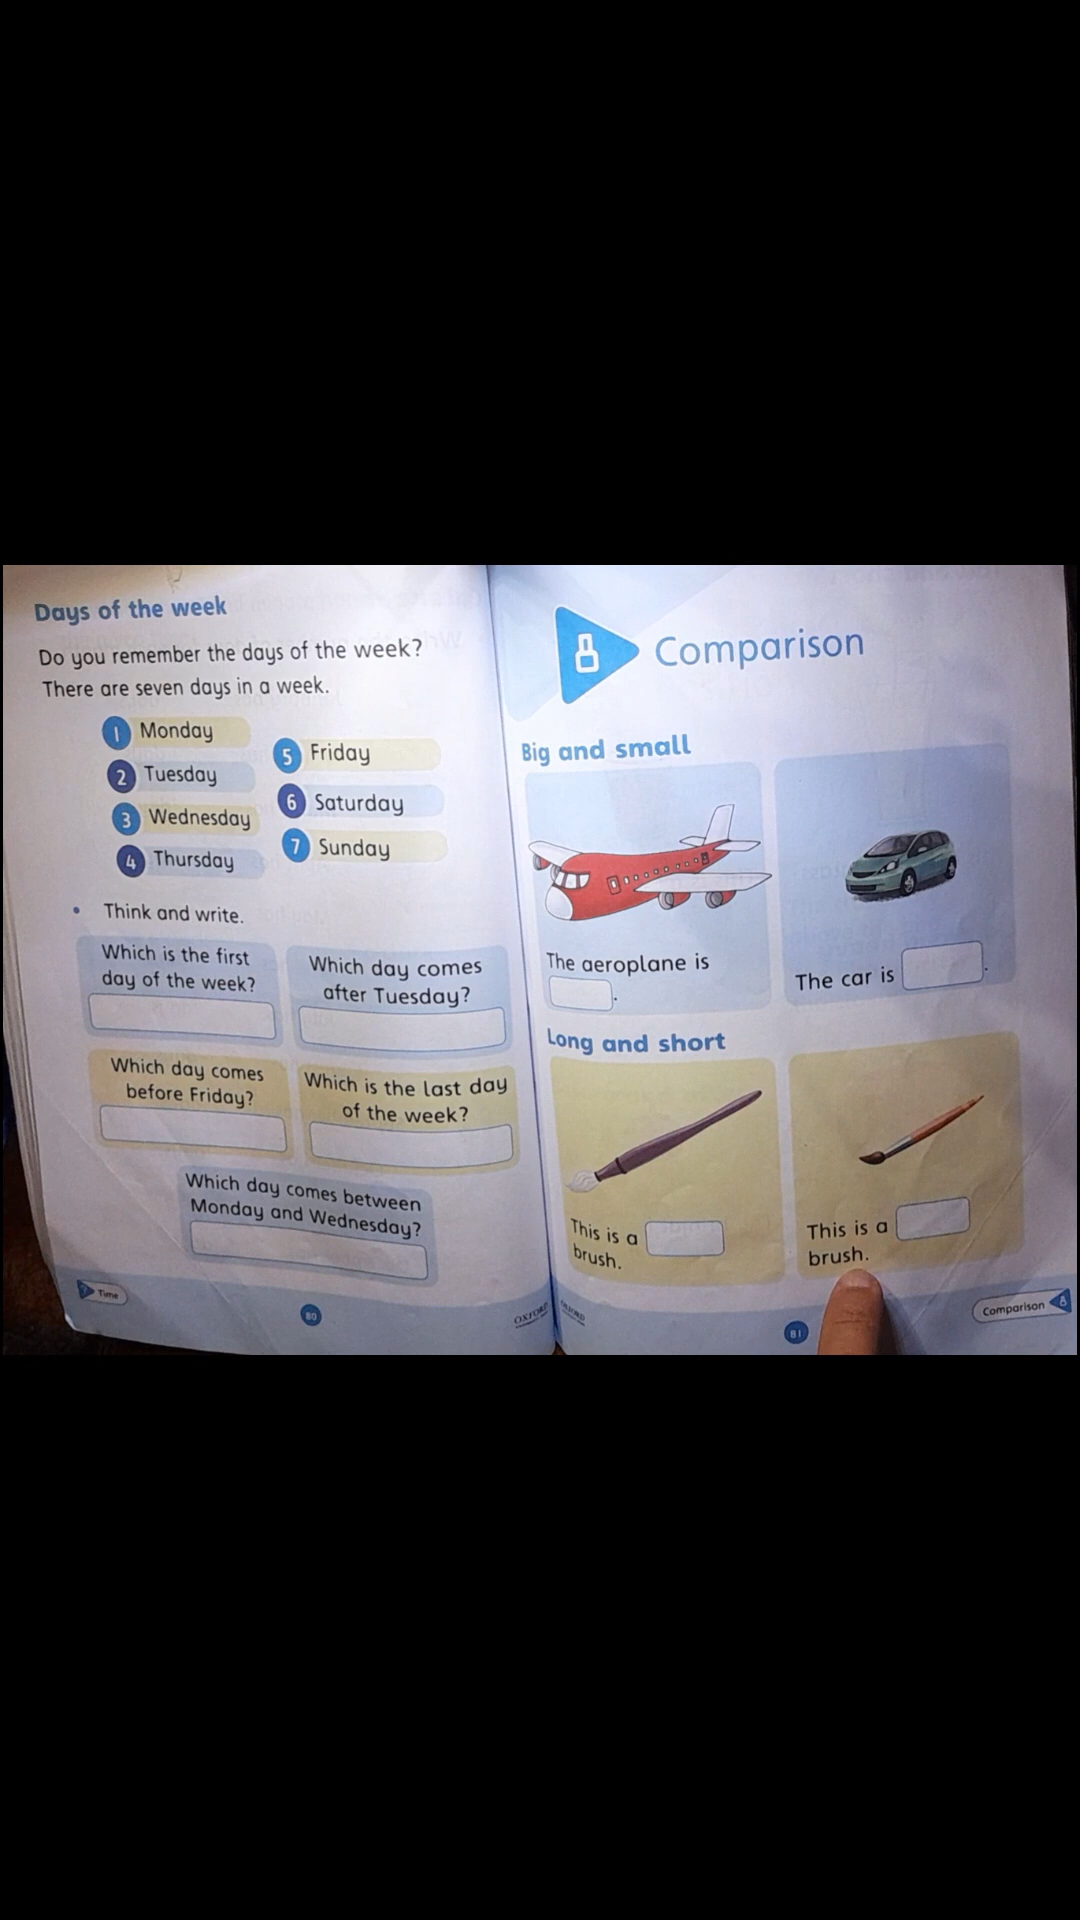 Days of the week
Do you remember the days of the week?
There are seven days in a week.
1 Monday
2 Tuesday
3 Wednesday
4 Thursday
5 Friday
6 Saturday
7 Sunday
• Think and write.
Which is the first
day of the week?
Which day comes
after Tuesday?
Which day comes
before Friday?
Which is the last day
of the week?
Which day comes between
Monday and Wednesday?
7 Time
80
OXFORD
8 Comparison
Big and small
The aeroplane is
.
The car is .
Long and short
This is a
brush.
This is a
brush.
OXFORD
81
Comparison 8